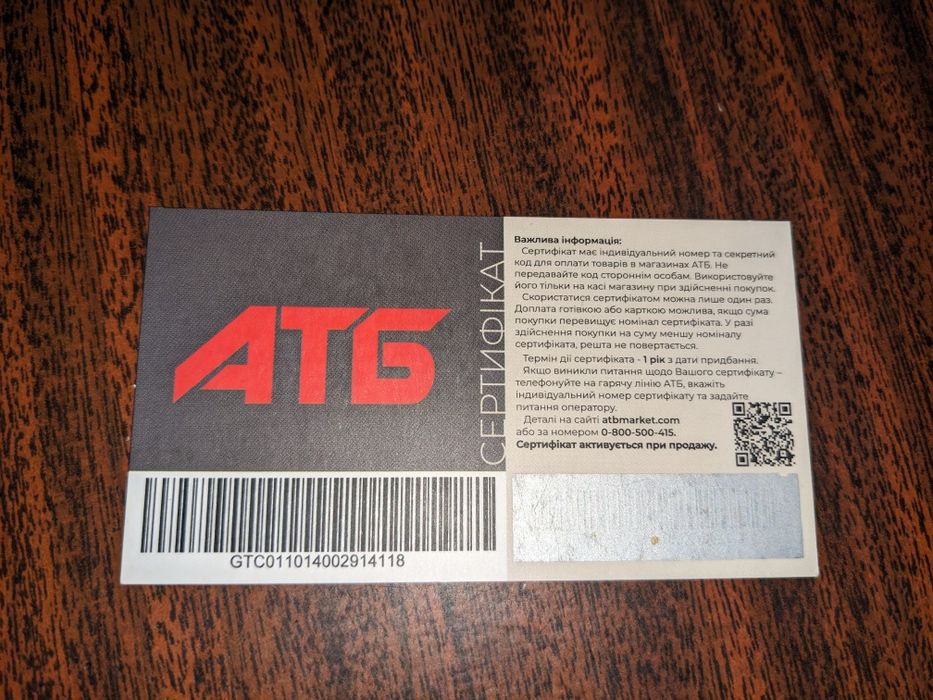 АТБ
СЕРТИФІКАТ
GTC011014002914118
Важлива інформація:
Сертифікат має індивідуальний номер та секретний
код для оплати товарів в магазинах АТБ. Не
передавайте код стороннім особам. Використовуйте
його тільки на касі магазину при здійсненні покупок.
Скористатися сертифікатом можна лише один раз.
Доплата готівкою або карткою можлива, якщо сума
покупки перевищує номінал сертифіката. У разі
здійснення покупки на суму меншу номіналу
сертифіката, решта не повертається.
Термін дії сертифіката - 1 рік з дати придбання.
Якщо виникли питання щодо Вашого сертифікату –
телефонуйте на гарячу лінію АТБ, вкажіть
індивідуальний номер сертифікату та задайте
питання оператору.
Деталі на сайті atbmarket.com
або за номером 0-800-500-415.
Сертифікат активується при продажу.